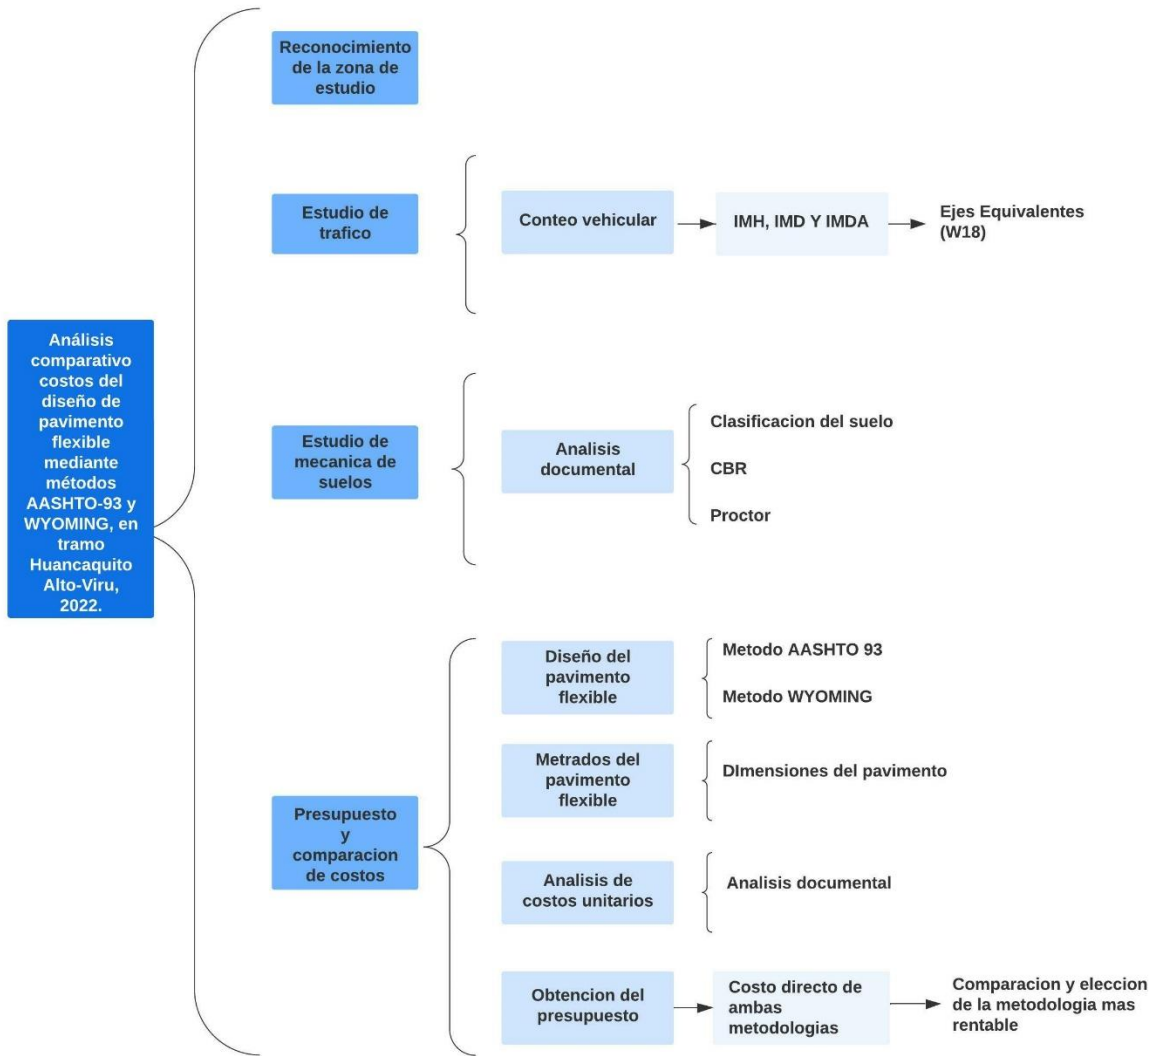 Análisis
comparativo
costos del
diseño de
pavimento
flexible
mediante
métodos
AASHTO-93 y
WYOMING, en
tramo
Huancaquito
Alto-Viru,
2022.
Reconocimiento
de la zona de
estudio
Estudio de
trafico
Conteo vehicular
IMH, IMD Y IMDA
Ejes Equivalentes
(W18)
Estudio de
mecanica de
suelos
Analisis
documental
Clasificacion del suelo
CBR
Proctor
Presupuesto
y
comparacion
de costos
Diseño del
pavimento
flexible
Metodo AASHTO 93
Metodo WYOMING
Metrados del
pavimento
flexible
DImensiones del pavimento
Analisis de
costos unitarios
Analisis documental
Obtencion del
presupuesto
Costo directo de
ambas
metodologias
Comparacion y eleccion
de la metodologia mas
rentable